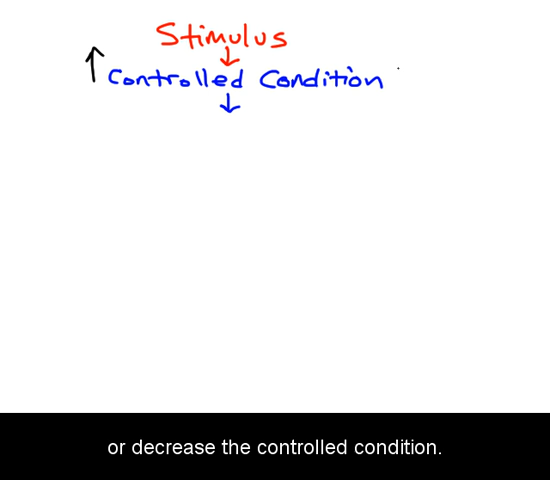 Stimulus
↓
↑ Controlled Condition
↓
or decrease the controlled condition.